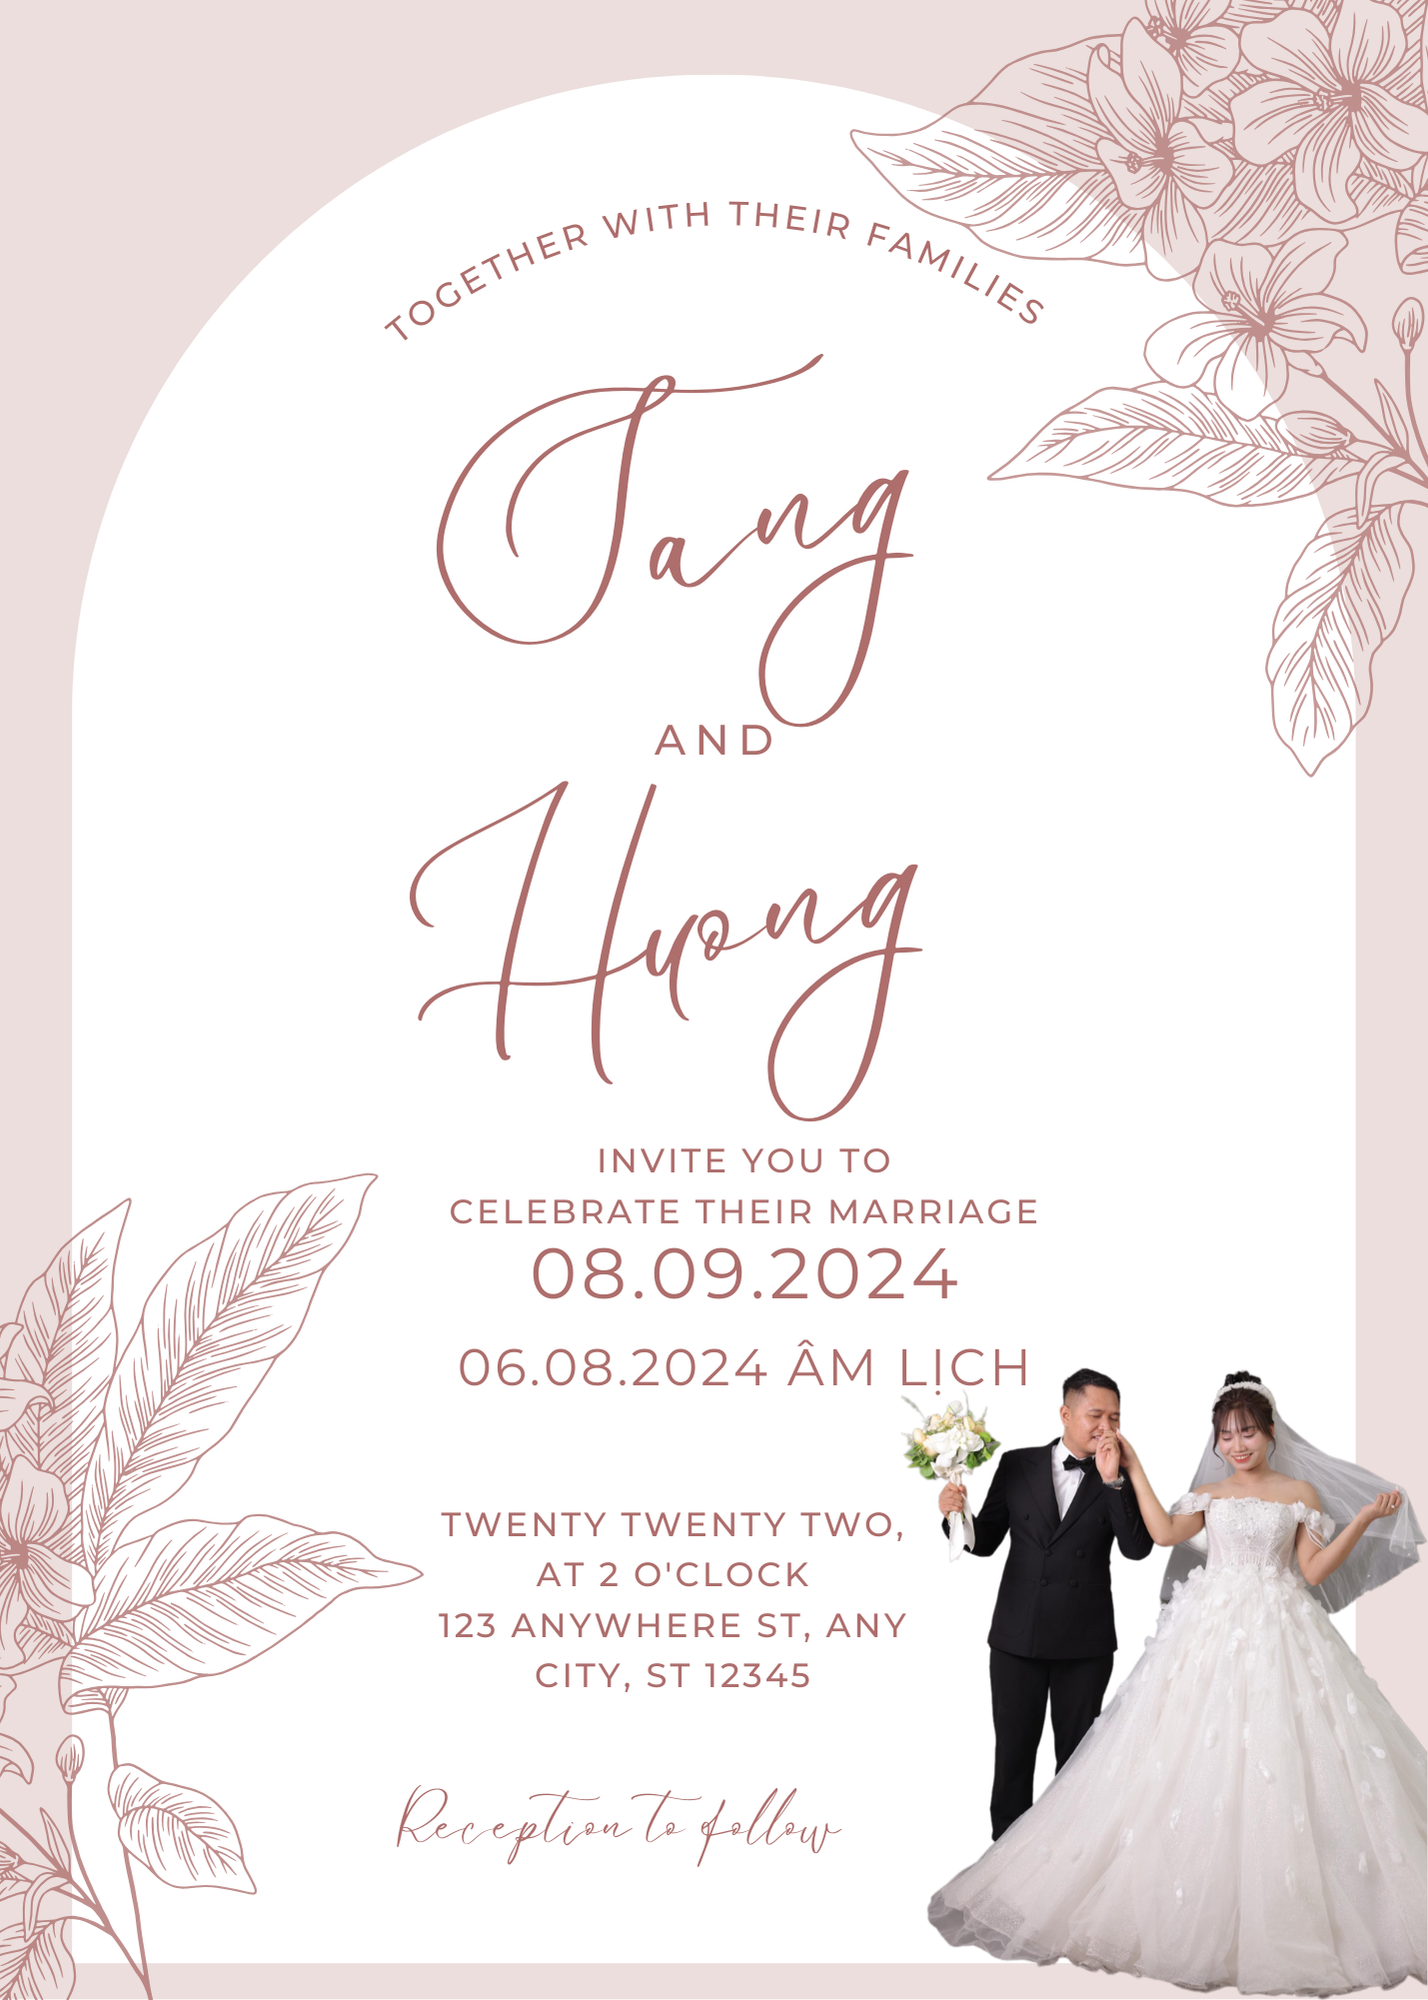 TOGETHER WITH THEIR FAMILIES
Tang
AND
Huong
INVITE YOU TO
CELEBRATE THEIR MARRIAGE
08.09.2024
06.08.2024 ÂM LỊCH
TWENTY TWENTY TWO,
AT 2 O'CLOCK
123 ANYWHERE ST, ANY
CITY, ST 12345
Reception to follow